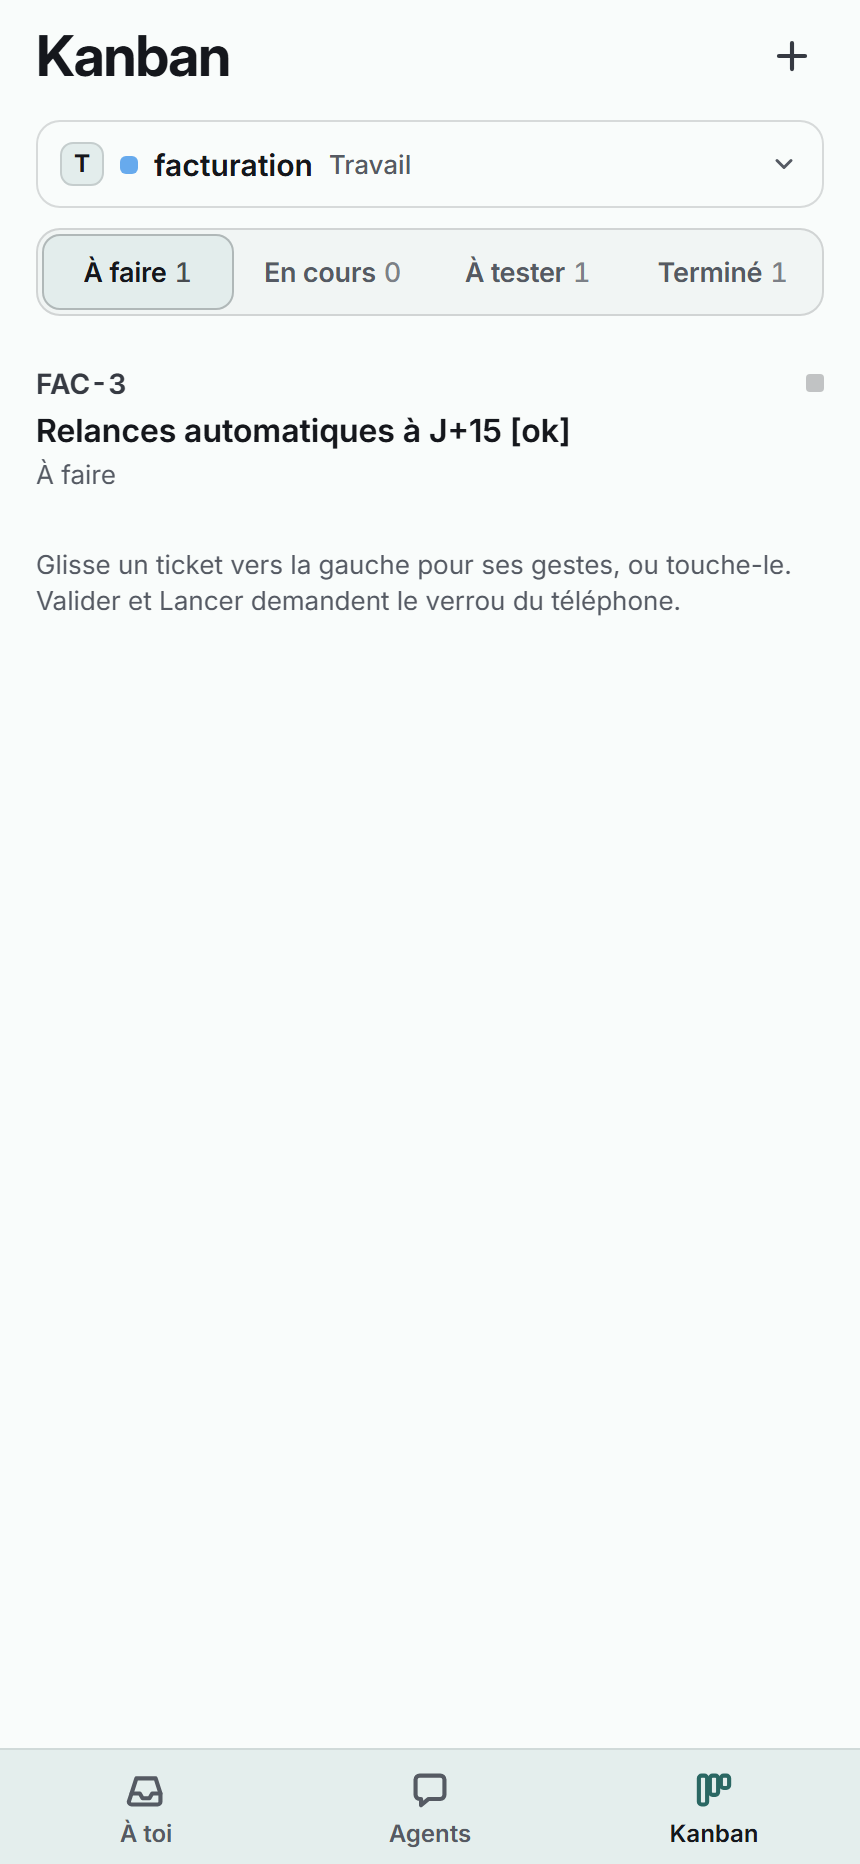 Kanban
T facturation Travail
À faire 1 En cours 0 À tester 1 Terminé 1
FAC-3
Relances automatiques à J+15 [ok]
À faire
Glisse un ticket vers la gauche pour ses gestes, ou touche-le.
Valider et Lancer demandent le verrou du téléphone.
À toi Agents Kanban